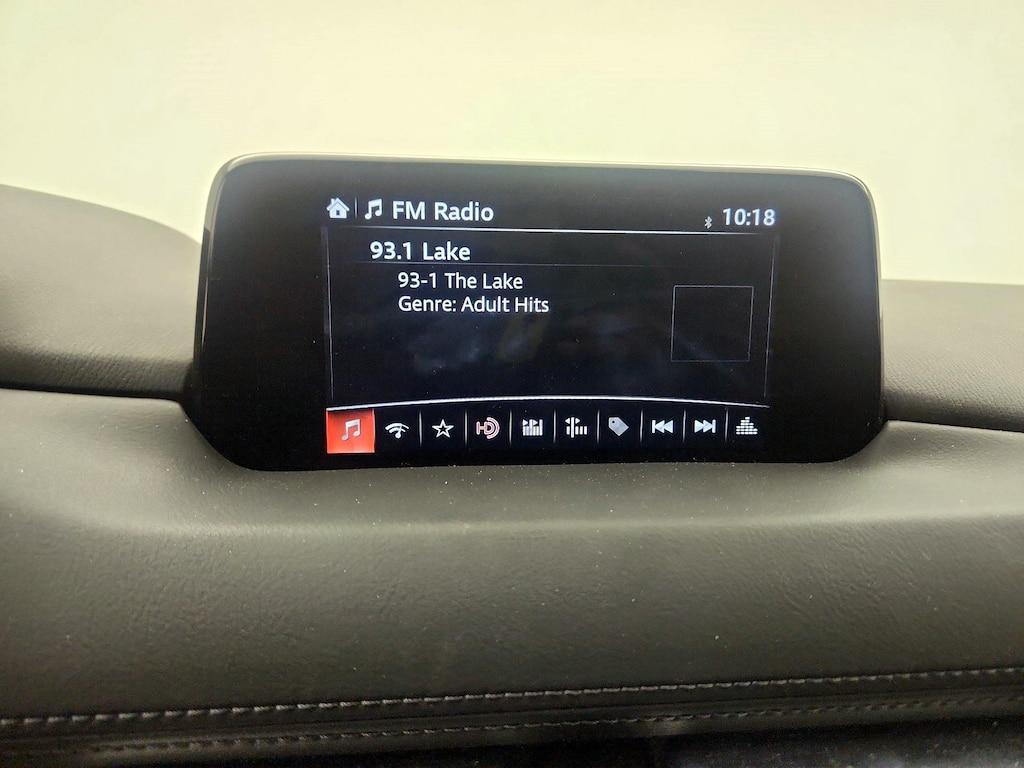 FM Radio
10:18
93.1 Lake
93-1 The Lake
Genre: Adult Hits
HD